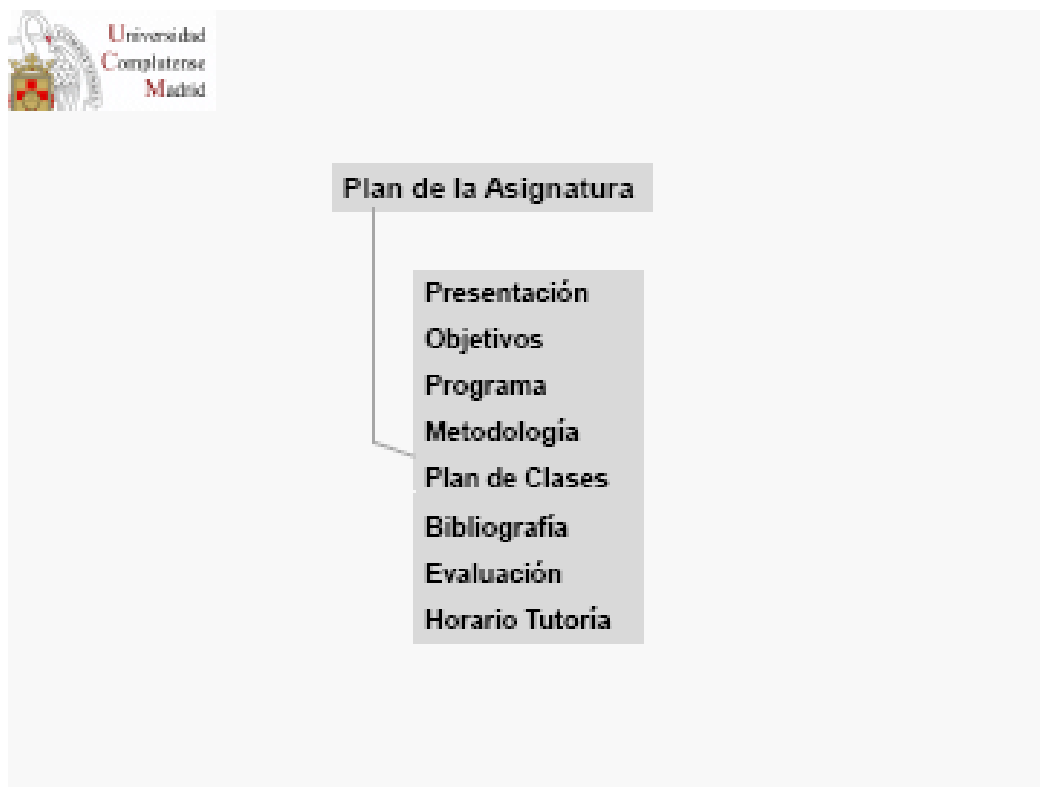 Universidad
Complutense
Madrid
Plan de la Asignatura
Presentación
Objetivos
Programa
Metodología
Plan de Clases
Bibliografía
Evaluación
Horario Tutoría